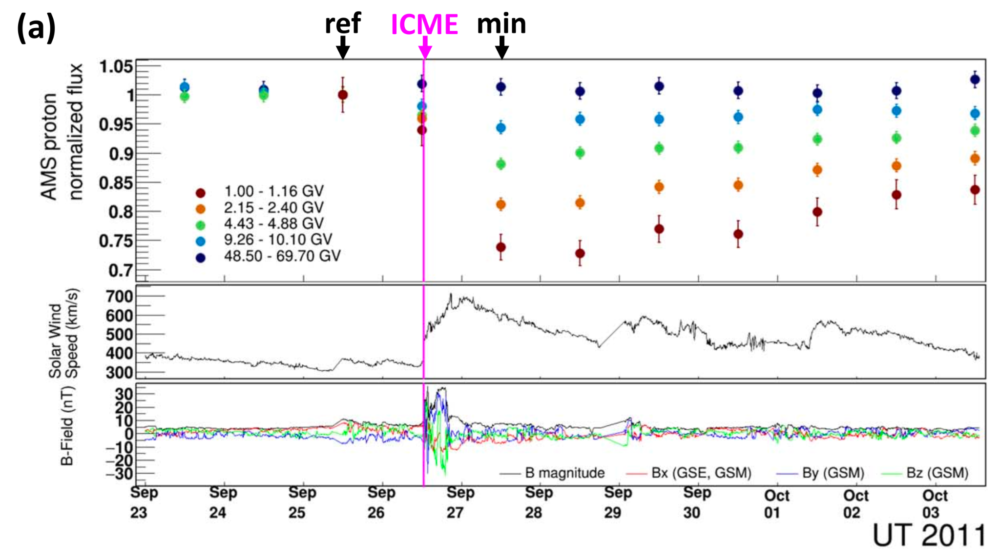 (a)
ref ICME min
AMS proton
normalized flux
1.05
1
0.95
0.9
0.85
0.8
0.75
0.7
1.00 - 1.16 GV
2.15 - 2.40 GV
4.43 - 4.88 GV
9.26 - 10.10 GV
48.50 - 69.70 GV
Solar Wind
Speed (km/s)
700
600
500
400
300
B-Field (nT)
30
20
10
0
−10
−20
−30
B magnitude Bx (GSE, GSM) By (GSM) Bz (GSM)
Sep Sep Sep Sep Sep Sep Sep Sep Oct Oct Oct
23 24 25 26 27 28 29 30 01 02 03
UT 2011